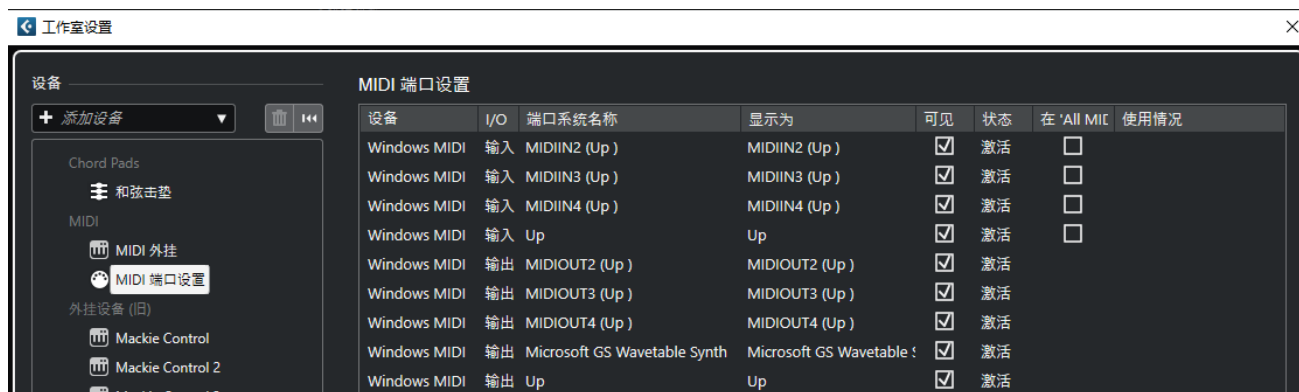 工作室设置
设备
添加设备
Chord Pads
和弦击垫
MIDI
MIDI 外挂
MIDI 端口设置
外挂设备 (旧)
Mackie Control
Mackie Control 2
MIDI 端口设置
设备 I/O 端口系统名称 显示为 可见 状态 在 'All MID 使用情况
Windows MIDI 输入 MIDIIN2 (Up ) MIDIIN2 (Up ) 激活
Windows MIDI 输入 MIDIIN3 (Up ) MIDIIN3 (Up ) 激活
Windows MIDI 输入 MIDIIN4 (Up ) MIDIIN4 (Up ) 激活
Windows MIDI 输入 Up Up 激活
Windows MIDI 输出 MIDIOUT2 (Up ) MIDIOUT2 (Up ) 激活
Windows MIDI 输出 MIDIOUT3 (Up ) MIDIOUT3 (Up ) 激活
Windows MIDI 输出 MIDIOUT4 (Up ) MIDIOUT4 (Up ) 激活
Windows MIDI 输出 Microsoft GS Wavetable Synth Microsoft GS Wavetable 激活
Windows MIDI 输出 Up Up 激活